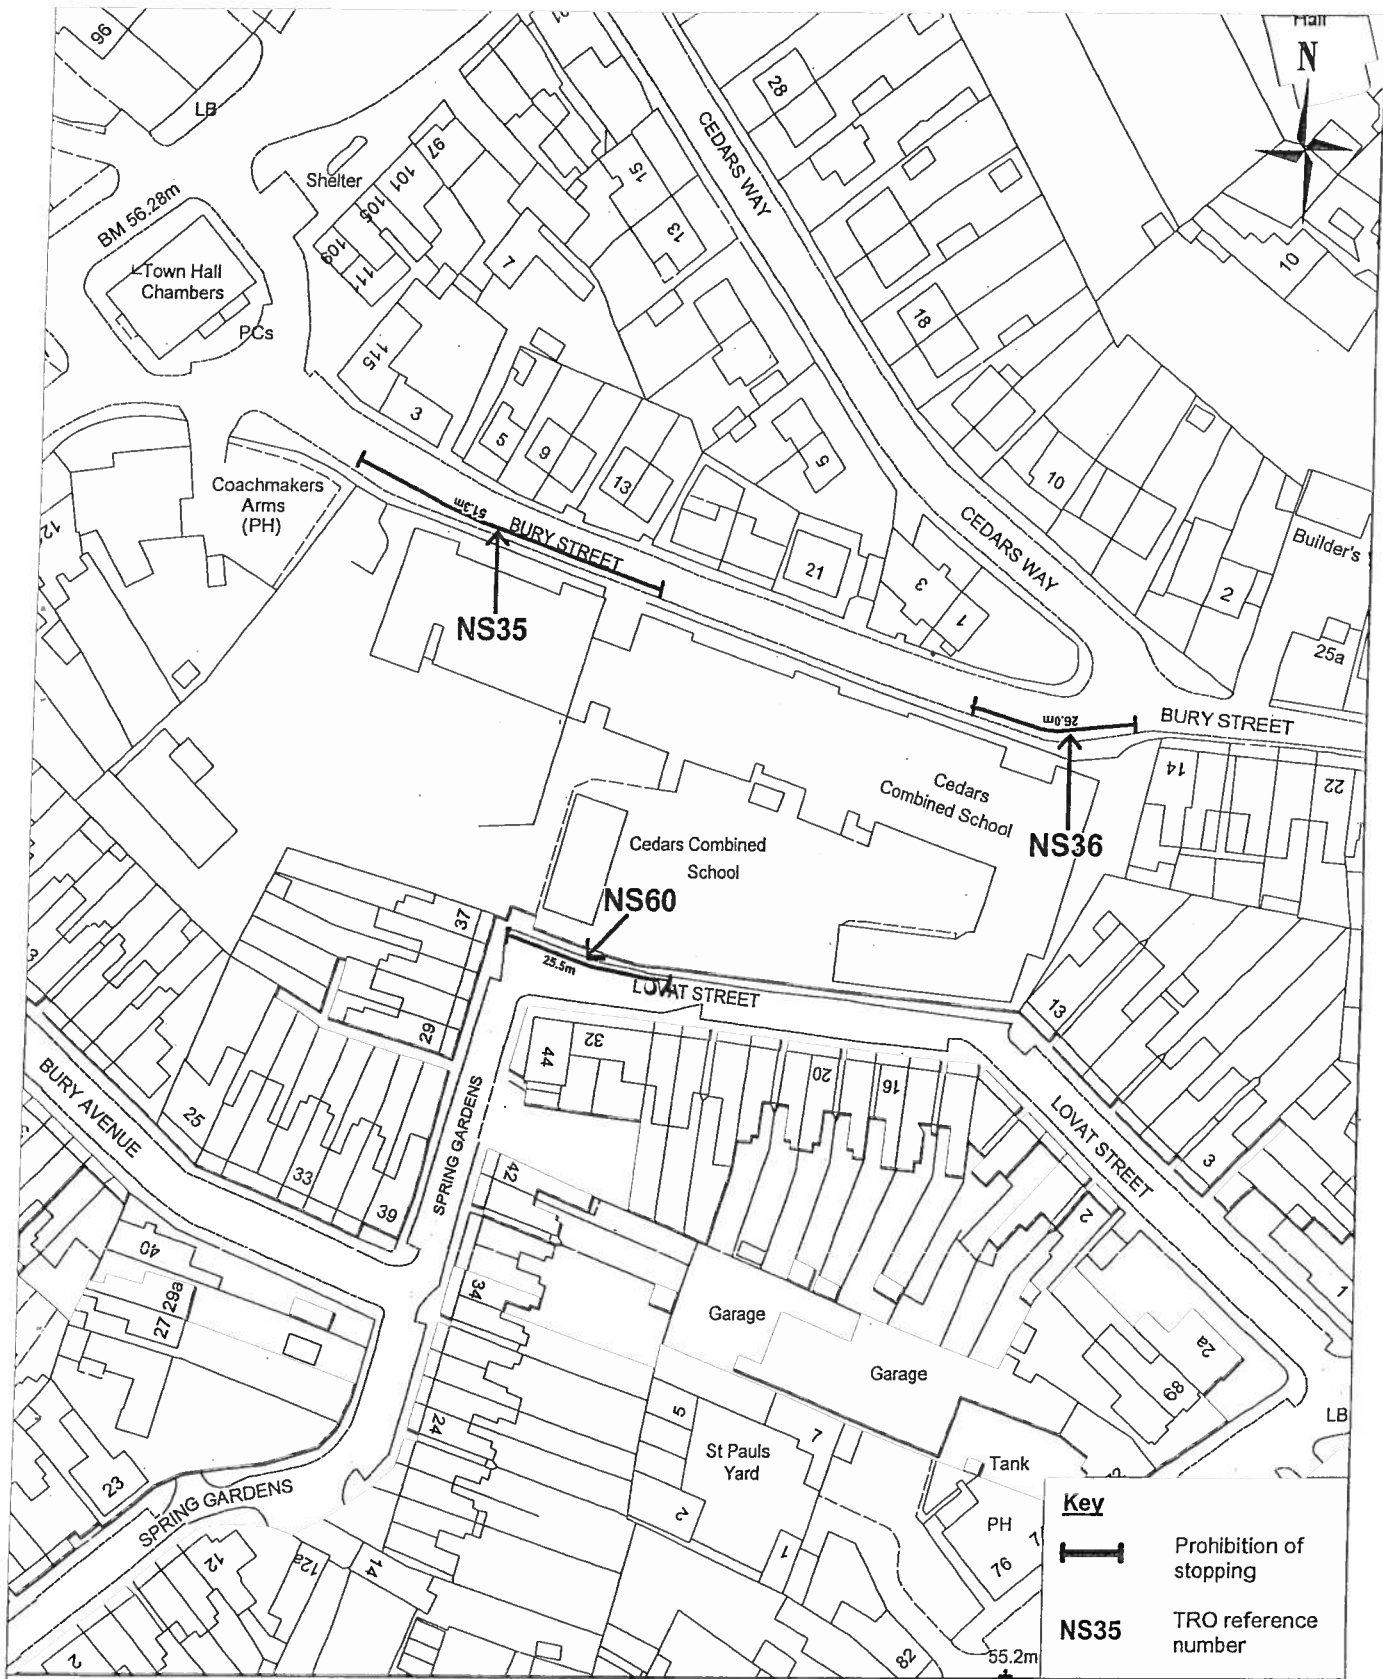 96
LB
BM 56.28m
Town Hall
Chambers
PCs
Shelter
97
101
105
109
111
115
3
7
15
13
28
CEDARS WAY
Hall
N
10
18
5
9
13
5
10
21
3
1
CEDARS WAY
Builder's
2
25a
Coachmakers
Arms
(PH)
51.3m
BURY STREET
NS35
26.0m
BURY STREET
NS36
14
22
Cedars
Combined School
Cedars Combined
School
NS60
25.5m
LOVAT STREET
37
29
13
44
32
20
16
BURY AVENUE
25
33
39
SPRING GARDENS
42
34
24
LOVAT STREET
3
2
1
2a
69
LB
40
27
29a
23
SPRING GARDENS
12
12a
14
2
Garage
Garage
5
7
St Pauls
Yard
2
1
Tank
PH
76
82
55.2m
Key
Prohibition of
stopping
NS35
TRO reference
number